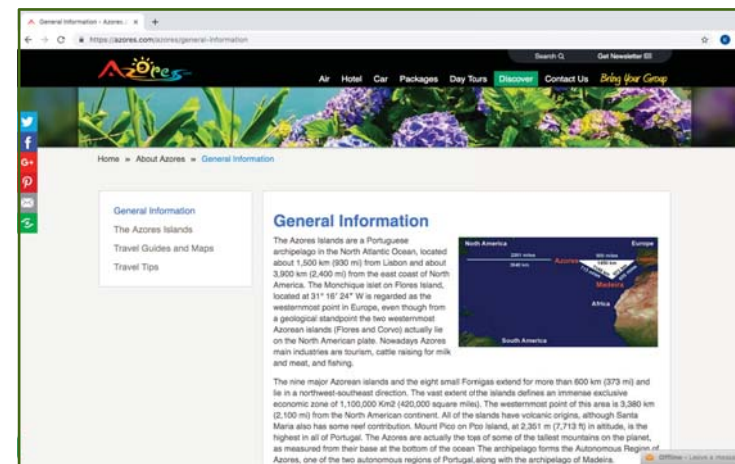 General Information - Azores /
https://azores.com/azores/general-information
Search
Get Newsletter
Azores
Air Hotel Car Packages Day Tours Discover Contact Us Bring Your Group
Home » About Azores » General Information
General Information
The Azores Islands
Travel Guides and Maps
Travel Tips
General Information
The Azores Islands are a Portuguese
archipelago in the North Atlantic Ocean, located
about 1,500 km (930 mi) from Lisbon and about
3,900 km (2,400 mi) from the east coast of North
America. The Monchique islet on Flores Island,
located at 31° 16' 24" W is regarded as the
westernmost point in Europe, even though from
a geological standpoint the two westernmost
Azorean islands (Flores and Corvo) actually lie
on the North American plate. Nowadays Azores
main industries are tourism, cattle raising for milk
and meat, and fishing.
North America
Europe
Azores
Madeira
Africa
South America
The nine major Azorean islands and the eight small Formigas extend for more than 600 km (373 mi) and
lie in a northwest-southeast direction. The vast extent ofthe islands defines an immense exclusive
economic zone of 1,100,000 Km2 (420,000 square miles). The westernmost point of this area is 3,380 km
(2,100 mi) from the North American continent. All of the slands have volcanic origins, although Santa
Maria also has some reef contribution. Mount Pico on Pco Island, at 2,351 m (7,713 ft) in altitude, is the
highest in all of Portugal. The Azores are actually the tops of some of the tallest mountains on the planet,
as measured from their base at the bottom of the ocean The archipelago forms the Autonomous Region of
Azores, one of the two autonomous regions of Portugal,along with the archipelago of Madeira.
Offline - Leave a message